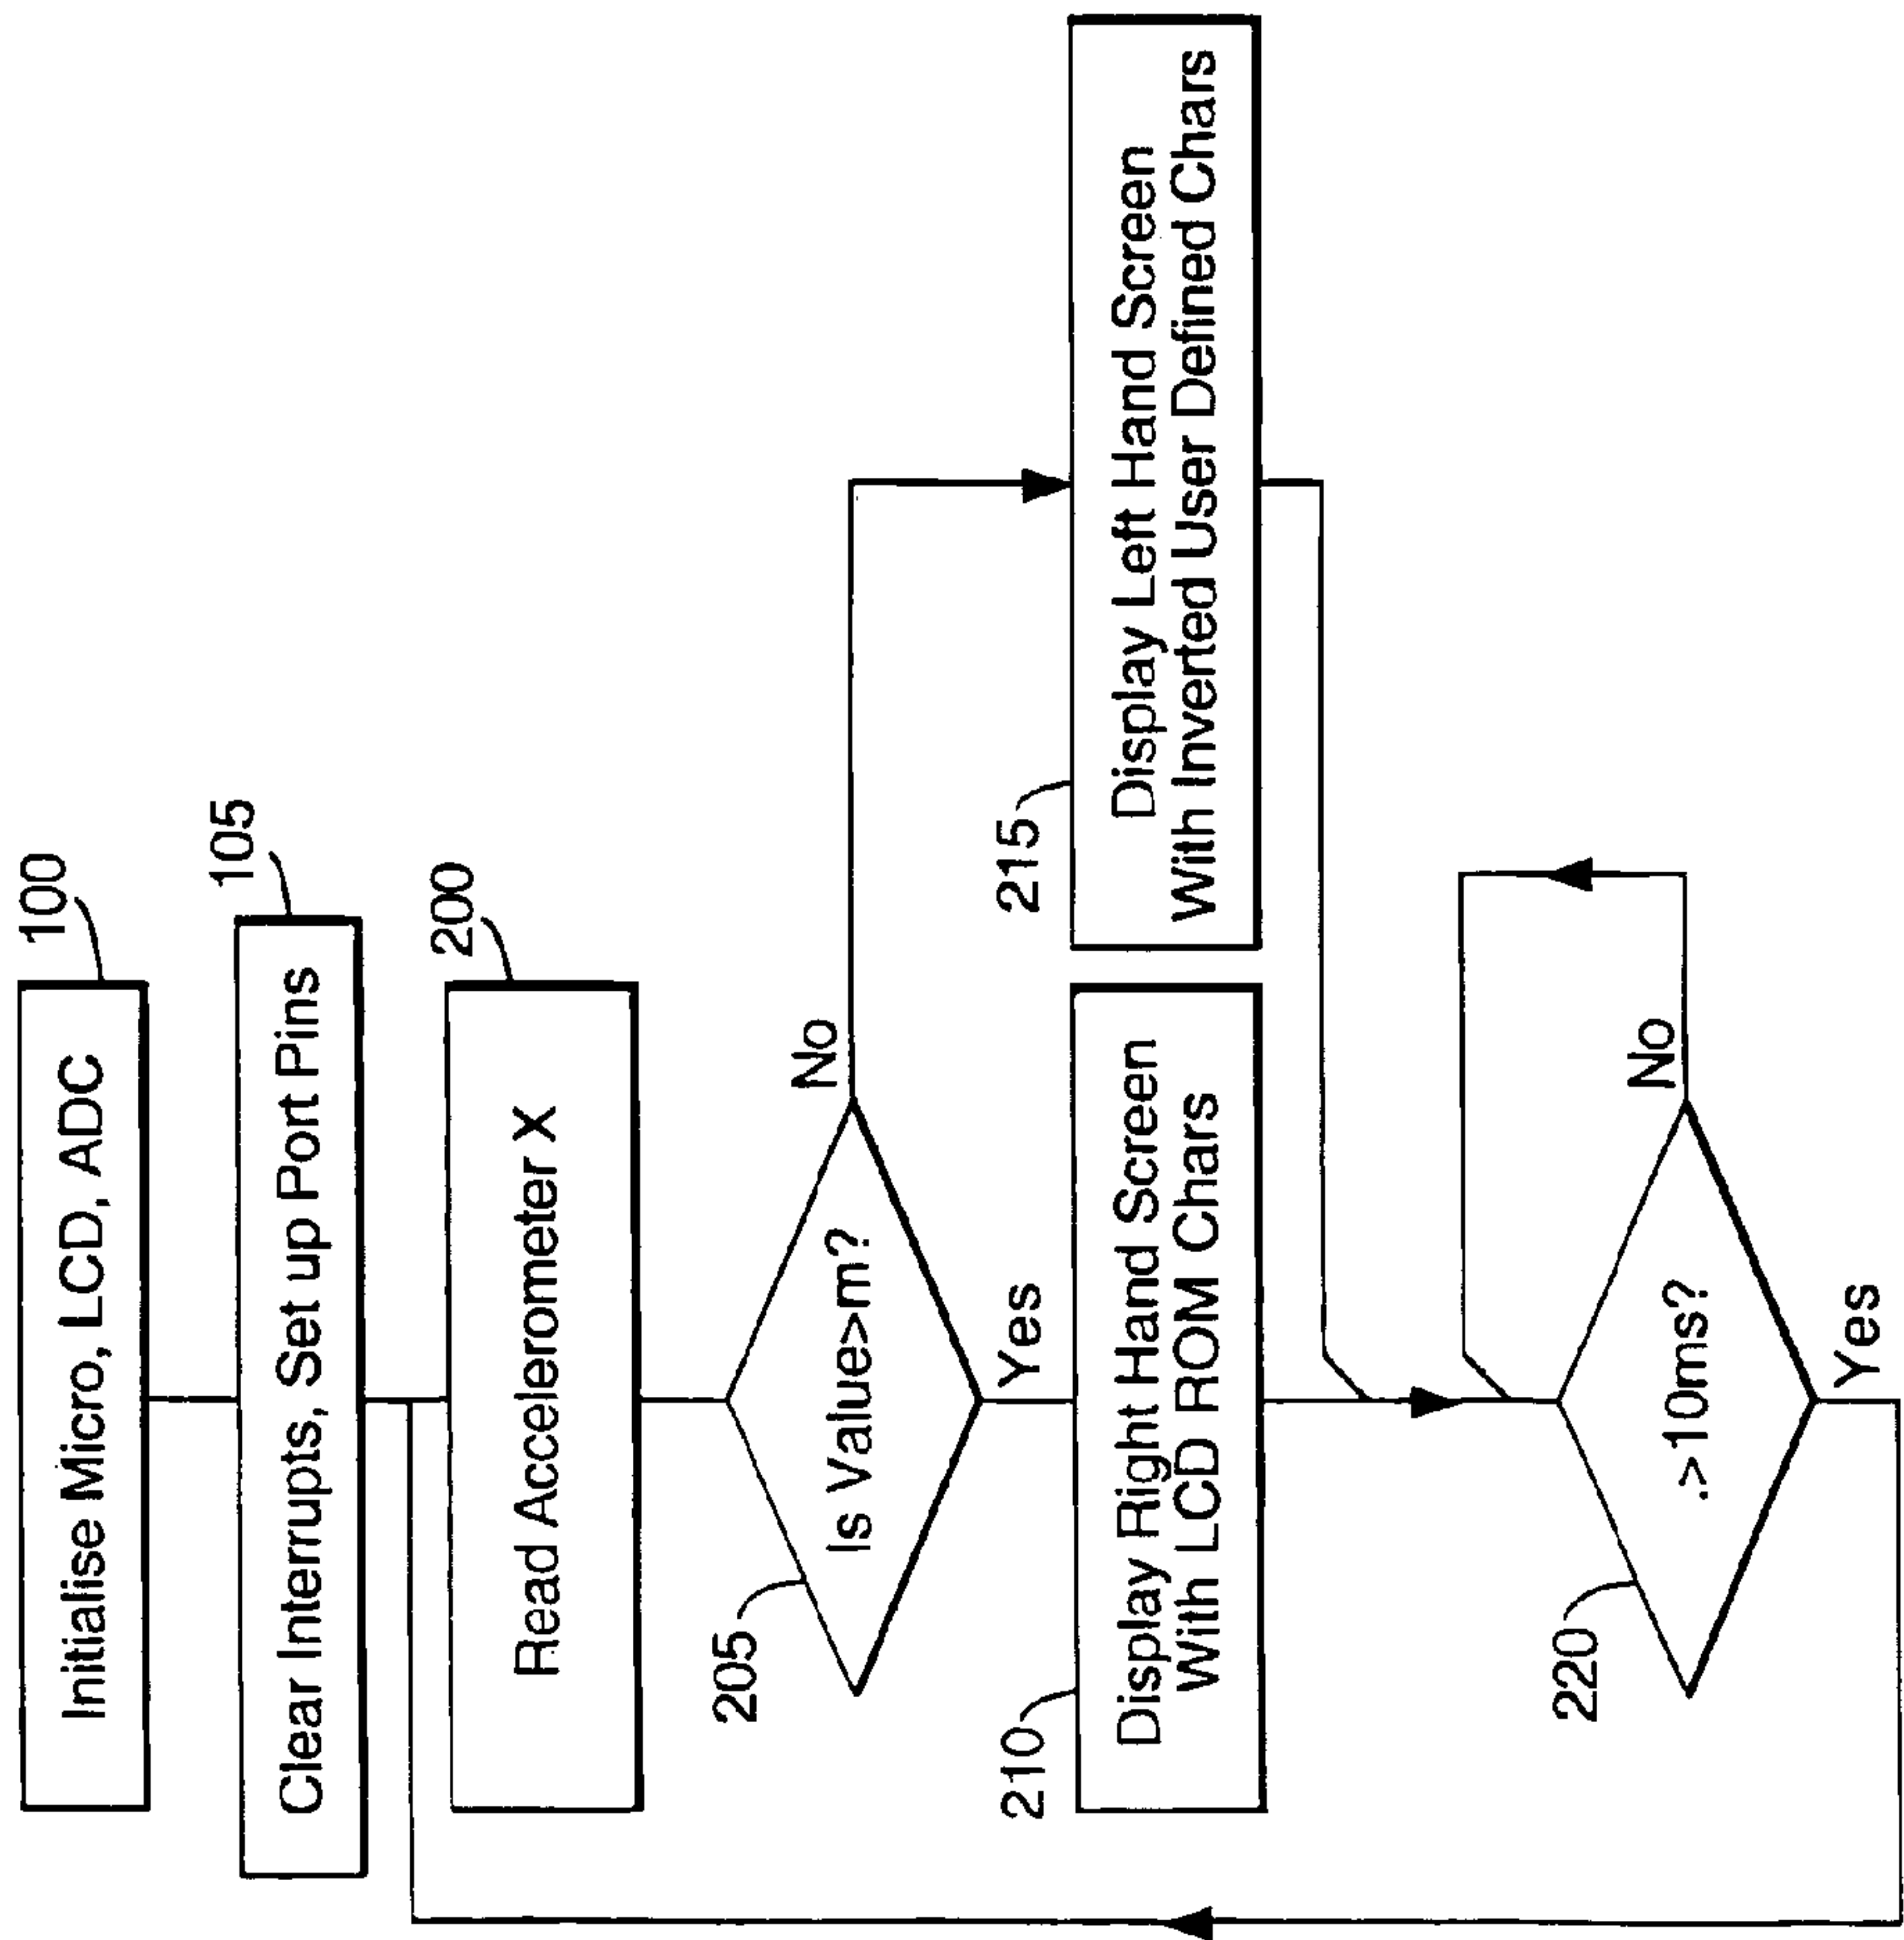 Initialise Micro, LCD, ADC
100
Clear Interrupts, Set up Port Pins
105
Read Accelerometer X
200
205
Is Value>m?
No
Yes
210
Display Right Hand Screen
With LCD ROM Chars
215
Display Left Hand Screen
With Inverted User Defined Chars
220
.>10ms?
No
Yes